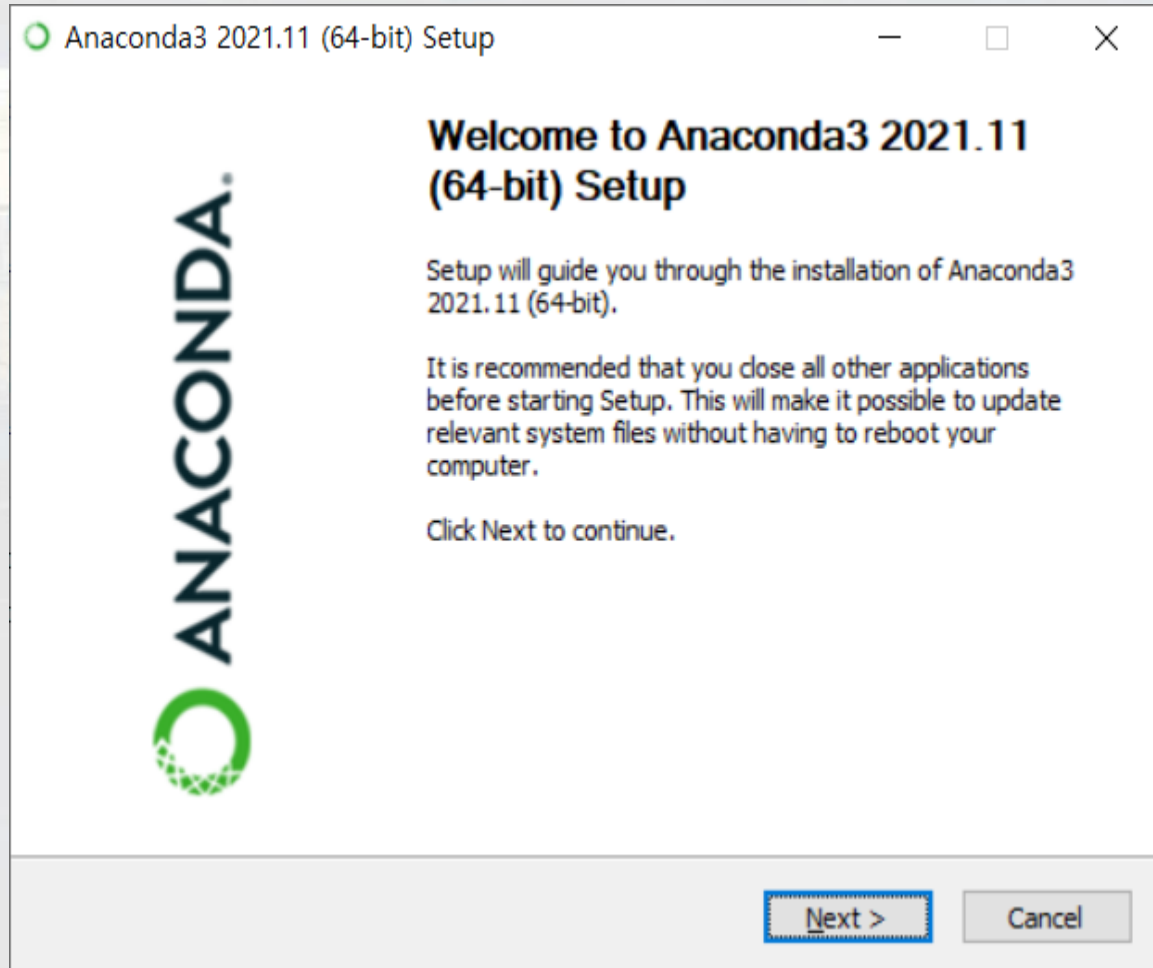 Anaconda3 2021.11 (64-bit) Setup
Welcome to Anaconda3 2021.11
(64-bit) Setup
Setup will guide you through the installation of Anaconda3
2021.11 (64-bit).
It is recommended that you close all other applications
before starting Setup. This will make it possible to update
relevant system files without having to reboot your
computer.
Click Next to continue.
ANACONDA.
Next >
Cancel